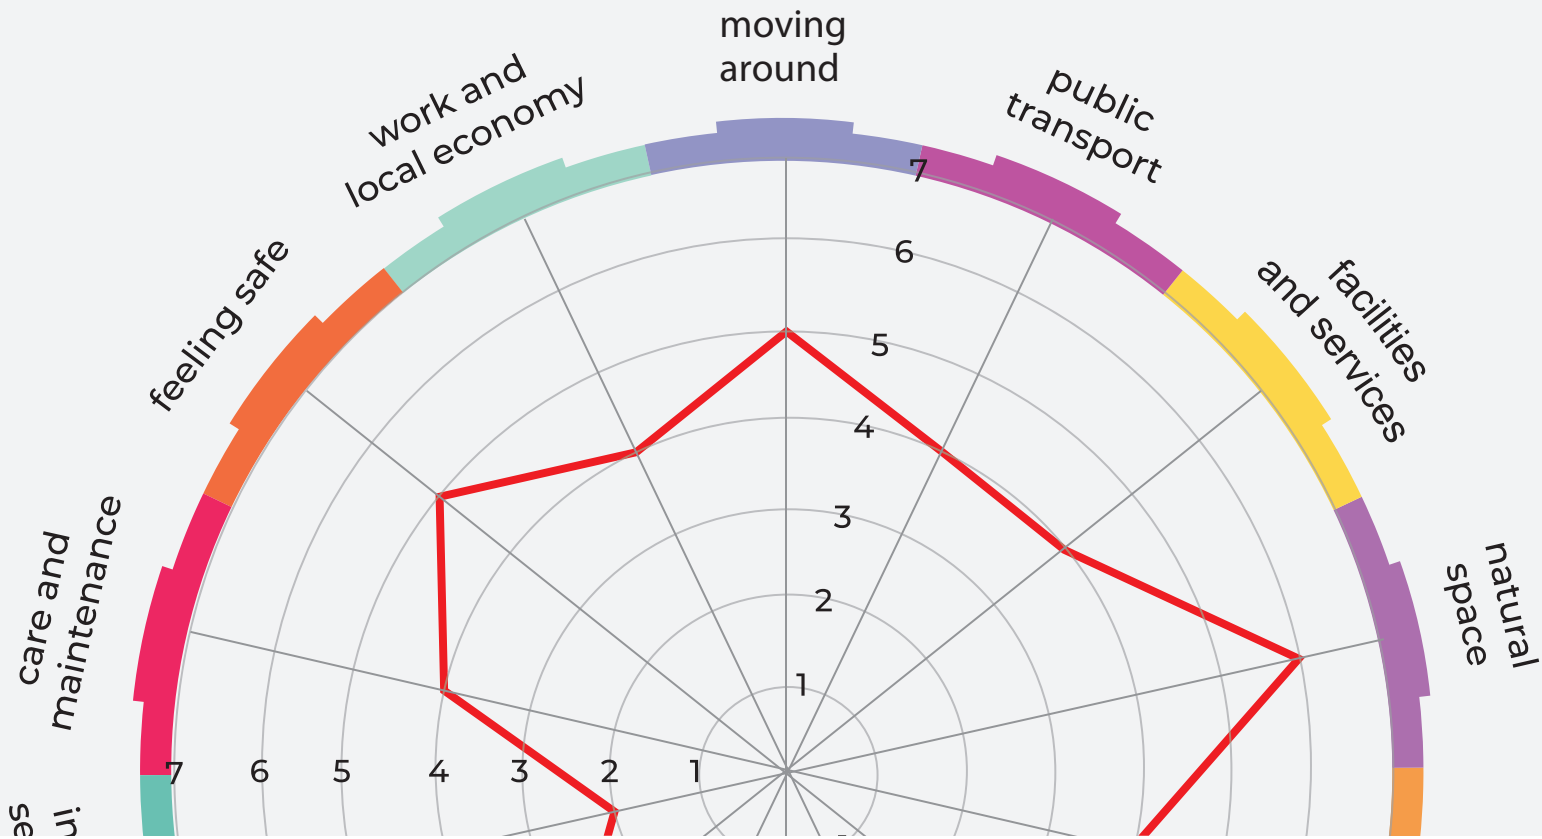 moving
around
public
transport
facilities
and services
natural
space
work and
local economy
feeling safe
care and
maintenance
7
6
5
4
3
2
1
7 6 5 4 3 2 1